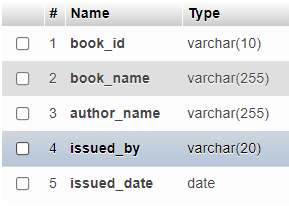 # Name Type
1 book_id varchar(10)
2 book_name varchar(255)
3 author_name varchar(255)
4 issued_by varchar(20)
5 issued_date date